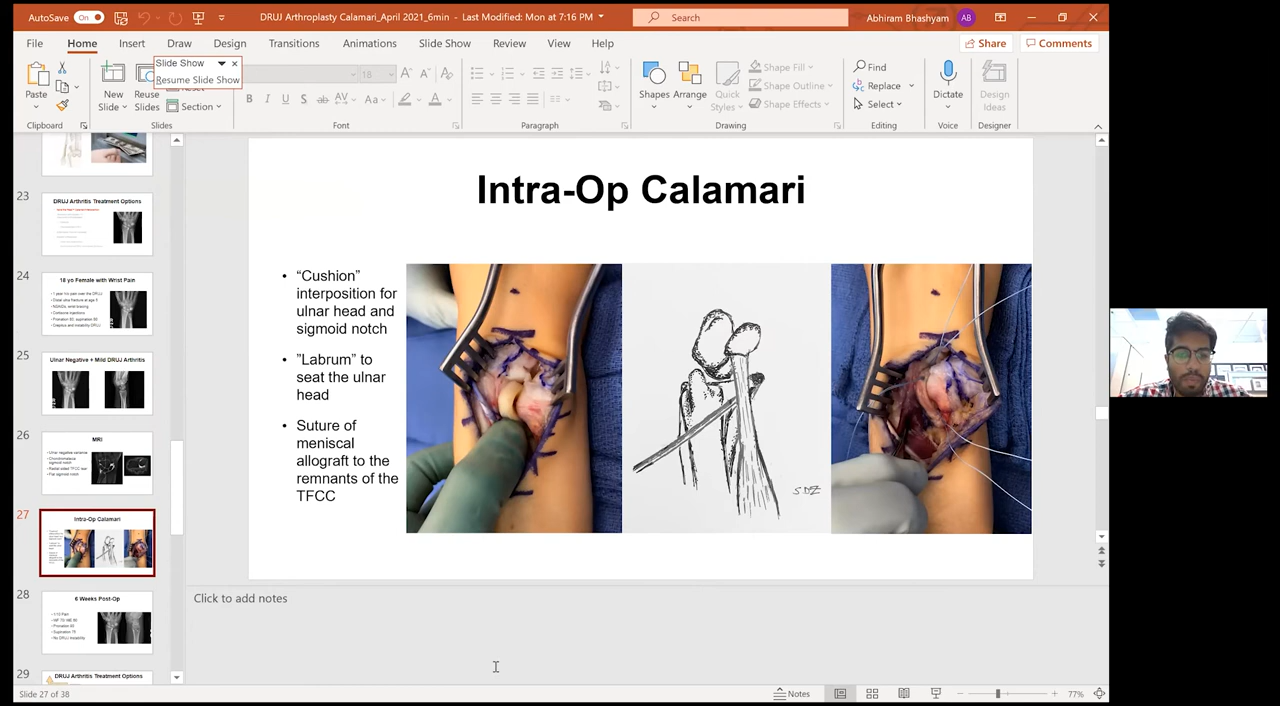 AutoSave On
DRUJ Arthroplasty Calamari_April 2021_6min - Last Modified: Mon at 7:16 PM
Search
Abhiram Bhashyam AB
File Home Insert Draw Design Transitions Animations Slide Show Review View Help
Share Comments
Slide Show
Resume Slide Show
Paste
New Slide
Reuse Slides
Reset
Section
18
Shapes
Arrange
Quick Styles
Shape Fill
Shape Outline
Shape Effects
Find
Replace
Select
Dictate
Design Ideas
Clipboard Slides Font Paragraph Drawing Editing Voice Designer
23
DRUJ Arthritis Treatment Options
24
18 yo Female with Wrist Pain
25
Ulnar Negative + Mild DRUJ Arthritis
26
MRI
27
Intra-Op Calamari
28
6 Weeks Post-Op
29
DRUJ Arthritis Treatment Options
Intra-Op Calamari
• “Cushion”
interposition for
ulnar head and
sigmoid notch
• ”Labrum” to
seat the ulnar
head
• Suture of
meniscal
allograft to the
remnants of the
TFCC
SDZ
Click to add notes
Slide 27 of 38
Notes
77%